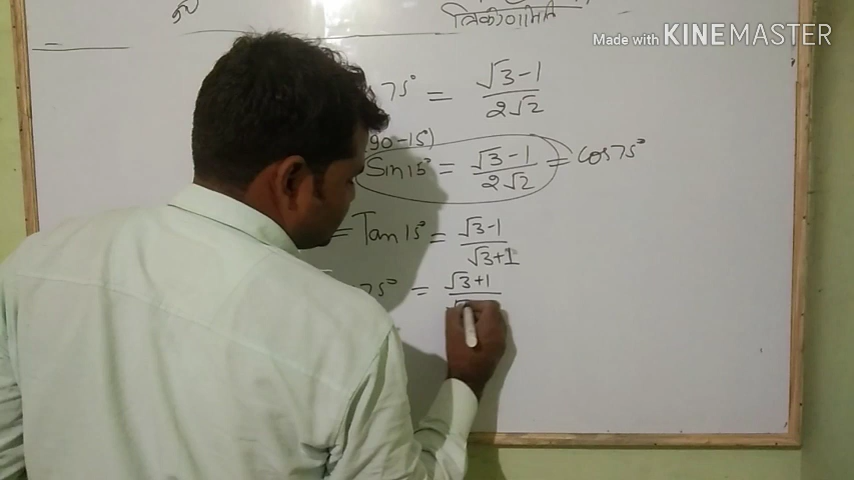 त्रिकोणमिति
Made with KINEMASTER
75° = √3-1 / 2√2
(90-15°)
Sin15° = √3-1 / 2√2 = cos75°
= Tan15° = √3-1 / √3+1
75° = √3+1